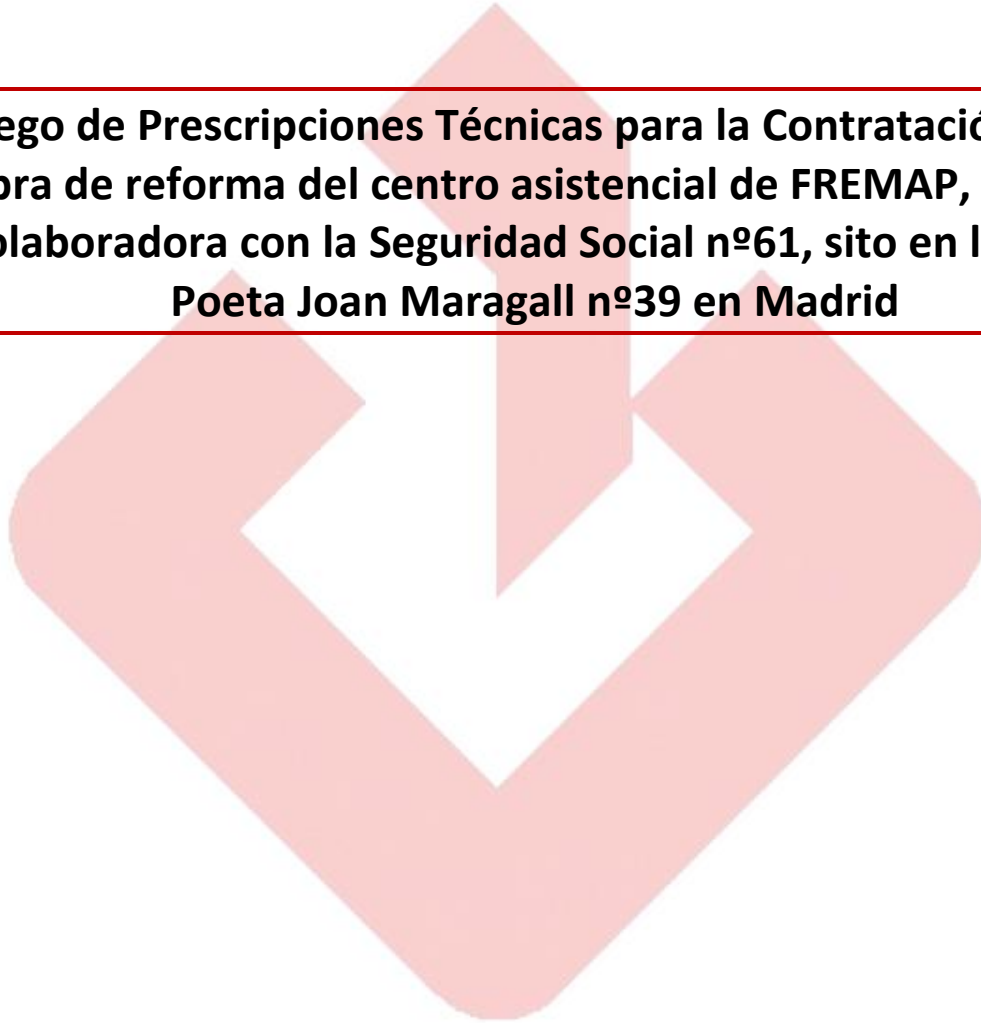 ego de Prescripciones Técnicas para la Contratació
ra de reforma del centro asistencial de FREMAP,
olaboradora con la Seguridad Social nº61, sito en l
Poeta Joan Maragall nº39 en Madrid